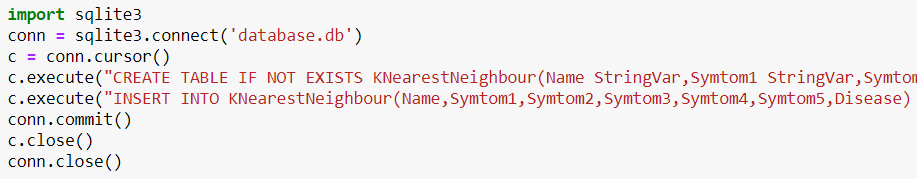 import sqlite3
conn = sqlite3.connect('database.db')
c = conn.cursor()
c.execute("CREATE TABLE IF NOT EXISTS KNearestNeighbour(Name StringVar,Symtom1 StringVar,Symtom
c.execute("INSERT INTO KNearestNeighbour(Name,Symtom1,Symtom2,Symtom3,Symtom4,Symtom5,Disease)
conn.commit()
c.close()
conn.close()